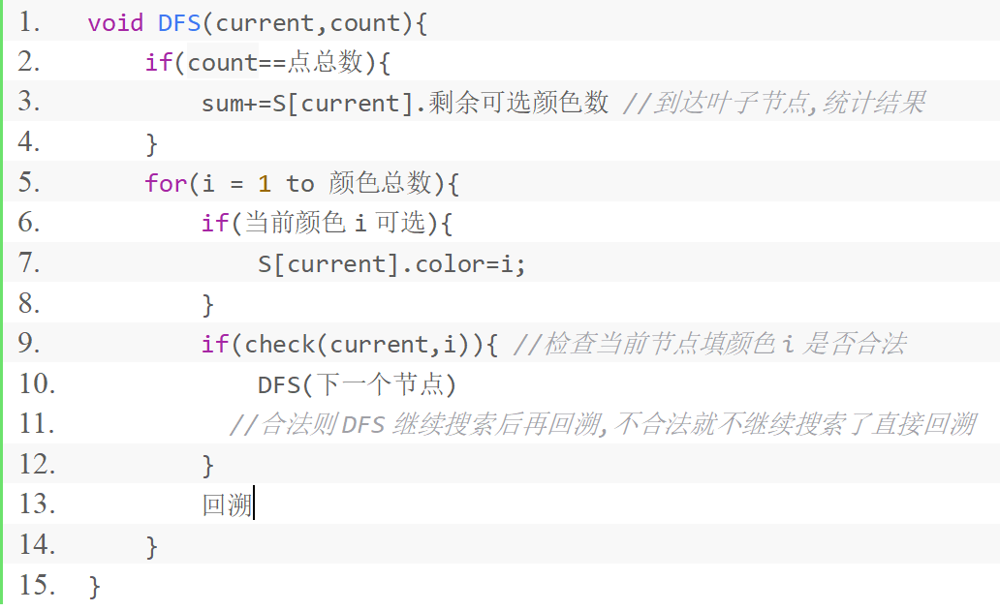 1. void DFS(current,count){
2. if(count==点总数){
3. sum+=S[current].剩余可选颜色数 //到达叶子节点,统计结果
4. }
5. for(i = 1 to 颜色总数){
6. if(当前颜色 i 可选){
7. S[current].color=i;
8. }
9. if(check(current,i)){ //检查当前节点填颜色 i 是否合法
10. DFS(下一个节点)
11. //合法则 DFS 继续搜索后再回溯,不合法就不继续搜索了直接回溯
12. }
13. 回溯
14. }
15. }